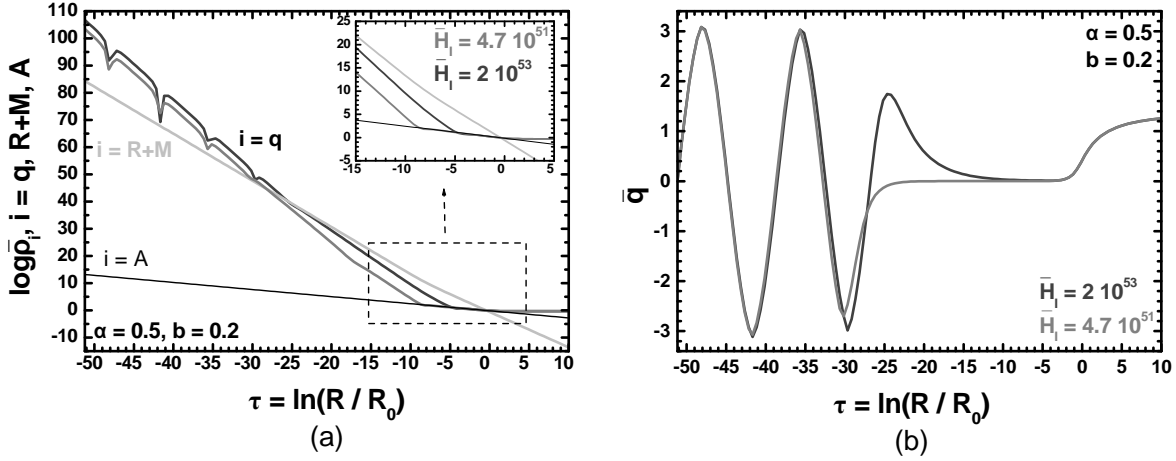 110
100
90
80
70
60
50
40
30
20
10
0
-10
logρ̄ᵢ, i = q, R+M, A
-50 -45 -40 -35 -30 -25 -20 -15 -10 -5 0 5 10
τ = ln(R / R₀)
(a)
i = q
i = R+M
i = A
α = 0.5, b = 0.2
25
20
15
10
5
0
-5
-15 -10 -5 0 5
H̄ᵢ = 4.7 10⁵¹
H̄ᵢ = 2 10⁵³
3
2
1
0
1
-2
-3
q̄
-50 -45 -40 -35 -30 -25 -20 -15 -10 -5 0 5 10
τ = ln(R / R₀)
(b)
α = 0.5
b = 0.2
H̄ᵢ = 2 10⁵³
H̄ᵢ = 4.7 10⁵¹